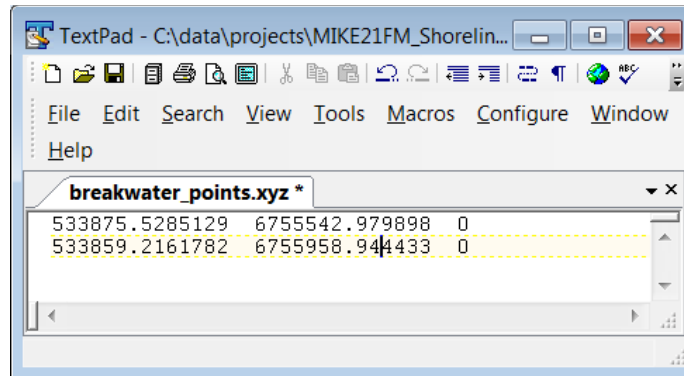 TextPad - C:\data\projects\MIKE21FM_Shorelin...
ABC
File Edit Search View Tools Macros Configure Window
Help
breakwater_points.xyz *
533875.5285129 6755542.979898 0
533859.2161782 6755958.944433 0